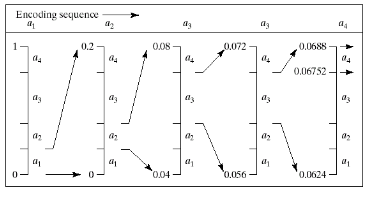 Encoding sequence
a1 a2 a3 a3 a4
1 0.2 0.08 0.072 0.0688
a4 a4 a4 a4 a4
0.06752
a3 a3 a3 a3 a3
a2 a2 a2 a2 a2
a1 a1 a1 a1 a1
0 0 0.04 0.056 0.0624